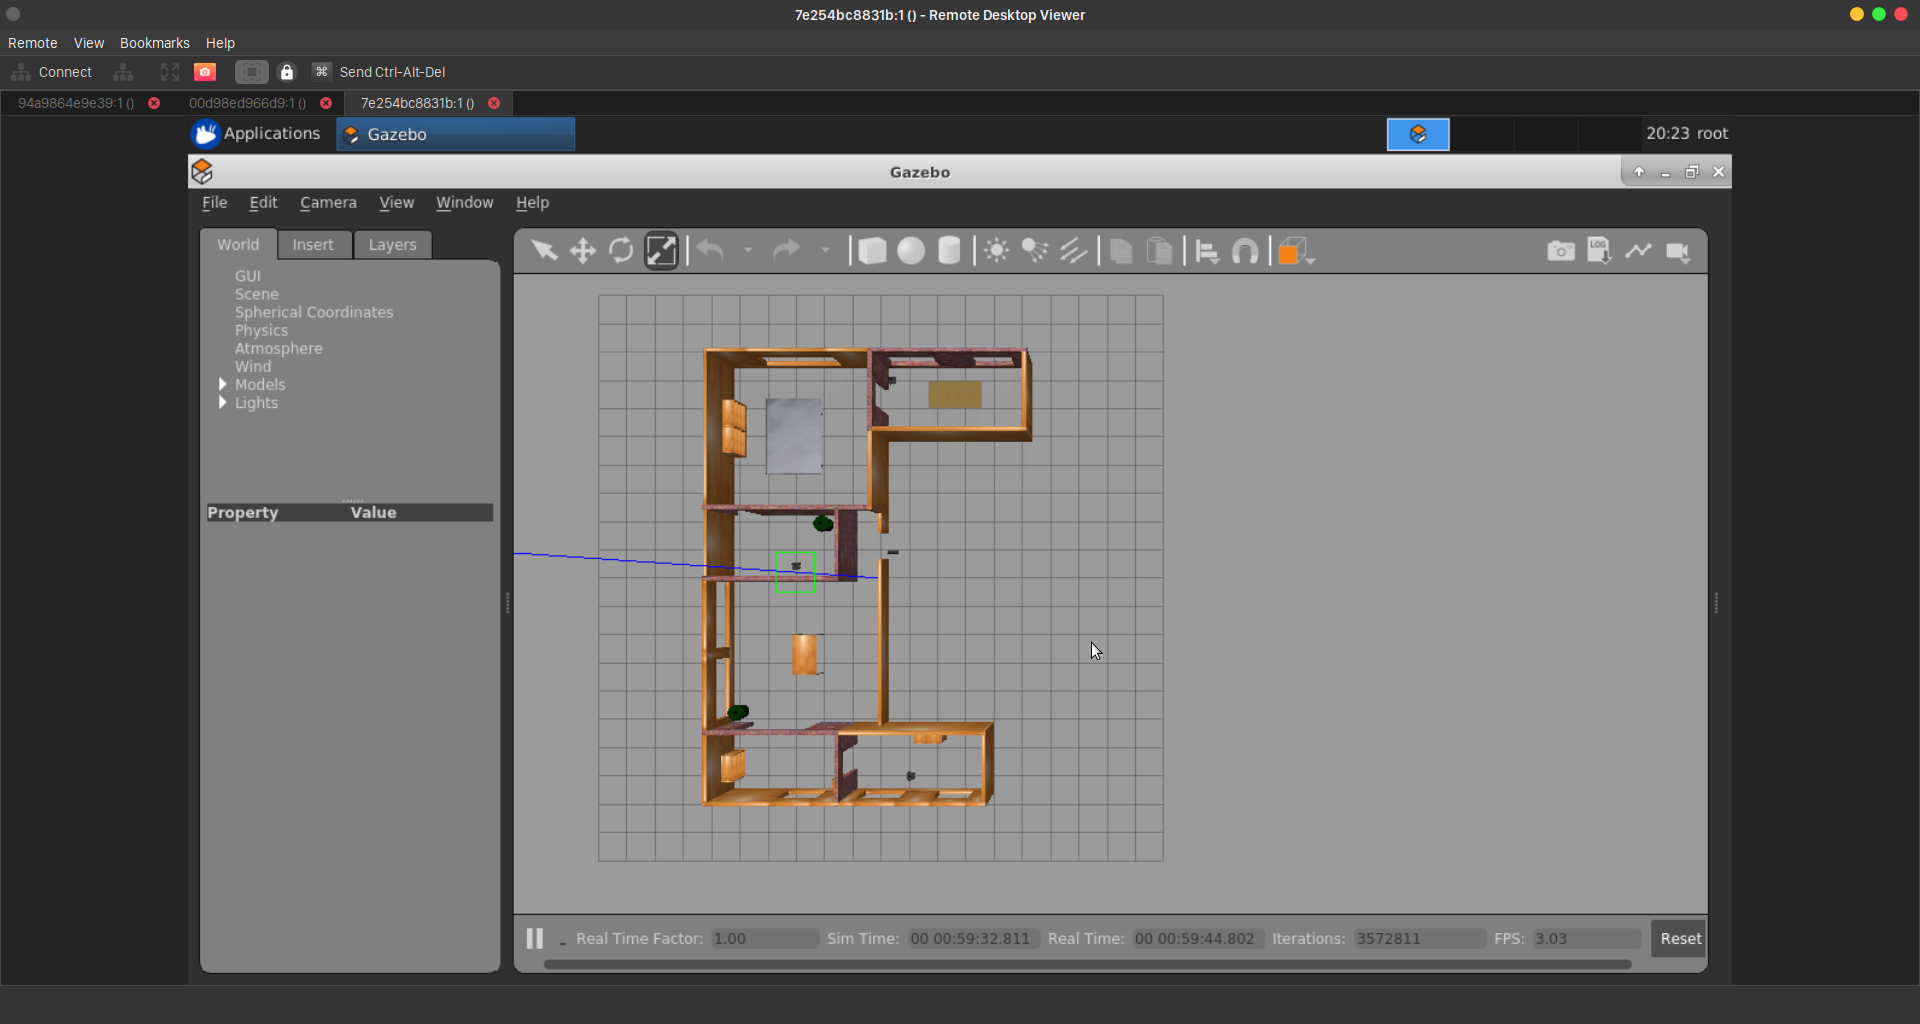 7e254bc8831b:1 () - Remote Desktop Viewer
Remote View Bookmarks Help
Connect Send Ctrl-Alt-Del
94a9864e9e39:1 () 00d98ed966d9:1 () 7e254bc8831b:1 ()
Applications Gazebo 20:23 root
Gazebo
File Edit Camera View Window Help
World Insert Layers LOG
GUI
Scene
Spherical Coordinates
Physics
Atmosphere
Wind
Models
Lights
Property Value
Real Time Factor: 1.00 Sim Time: 00 00:59:32.811 Real Time: 00 00:59:44.802 Iterations: 3572811 FPS: 3.03 Reset